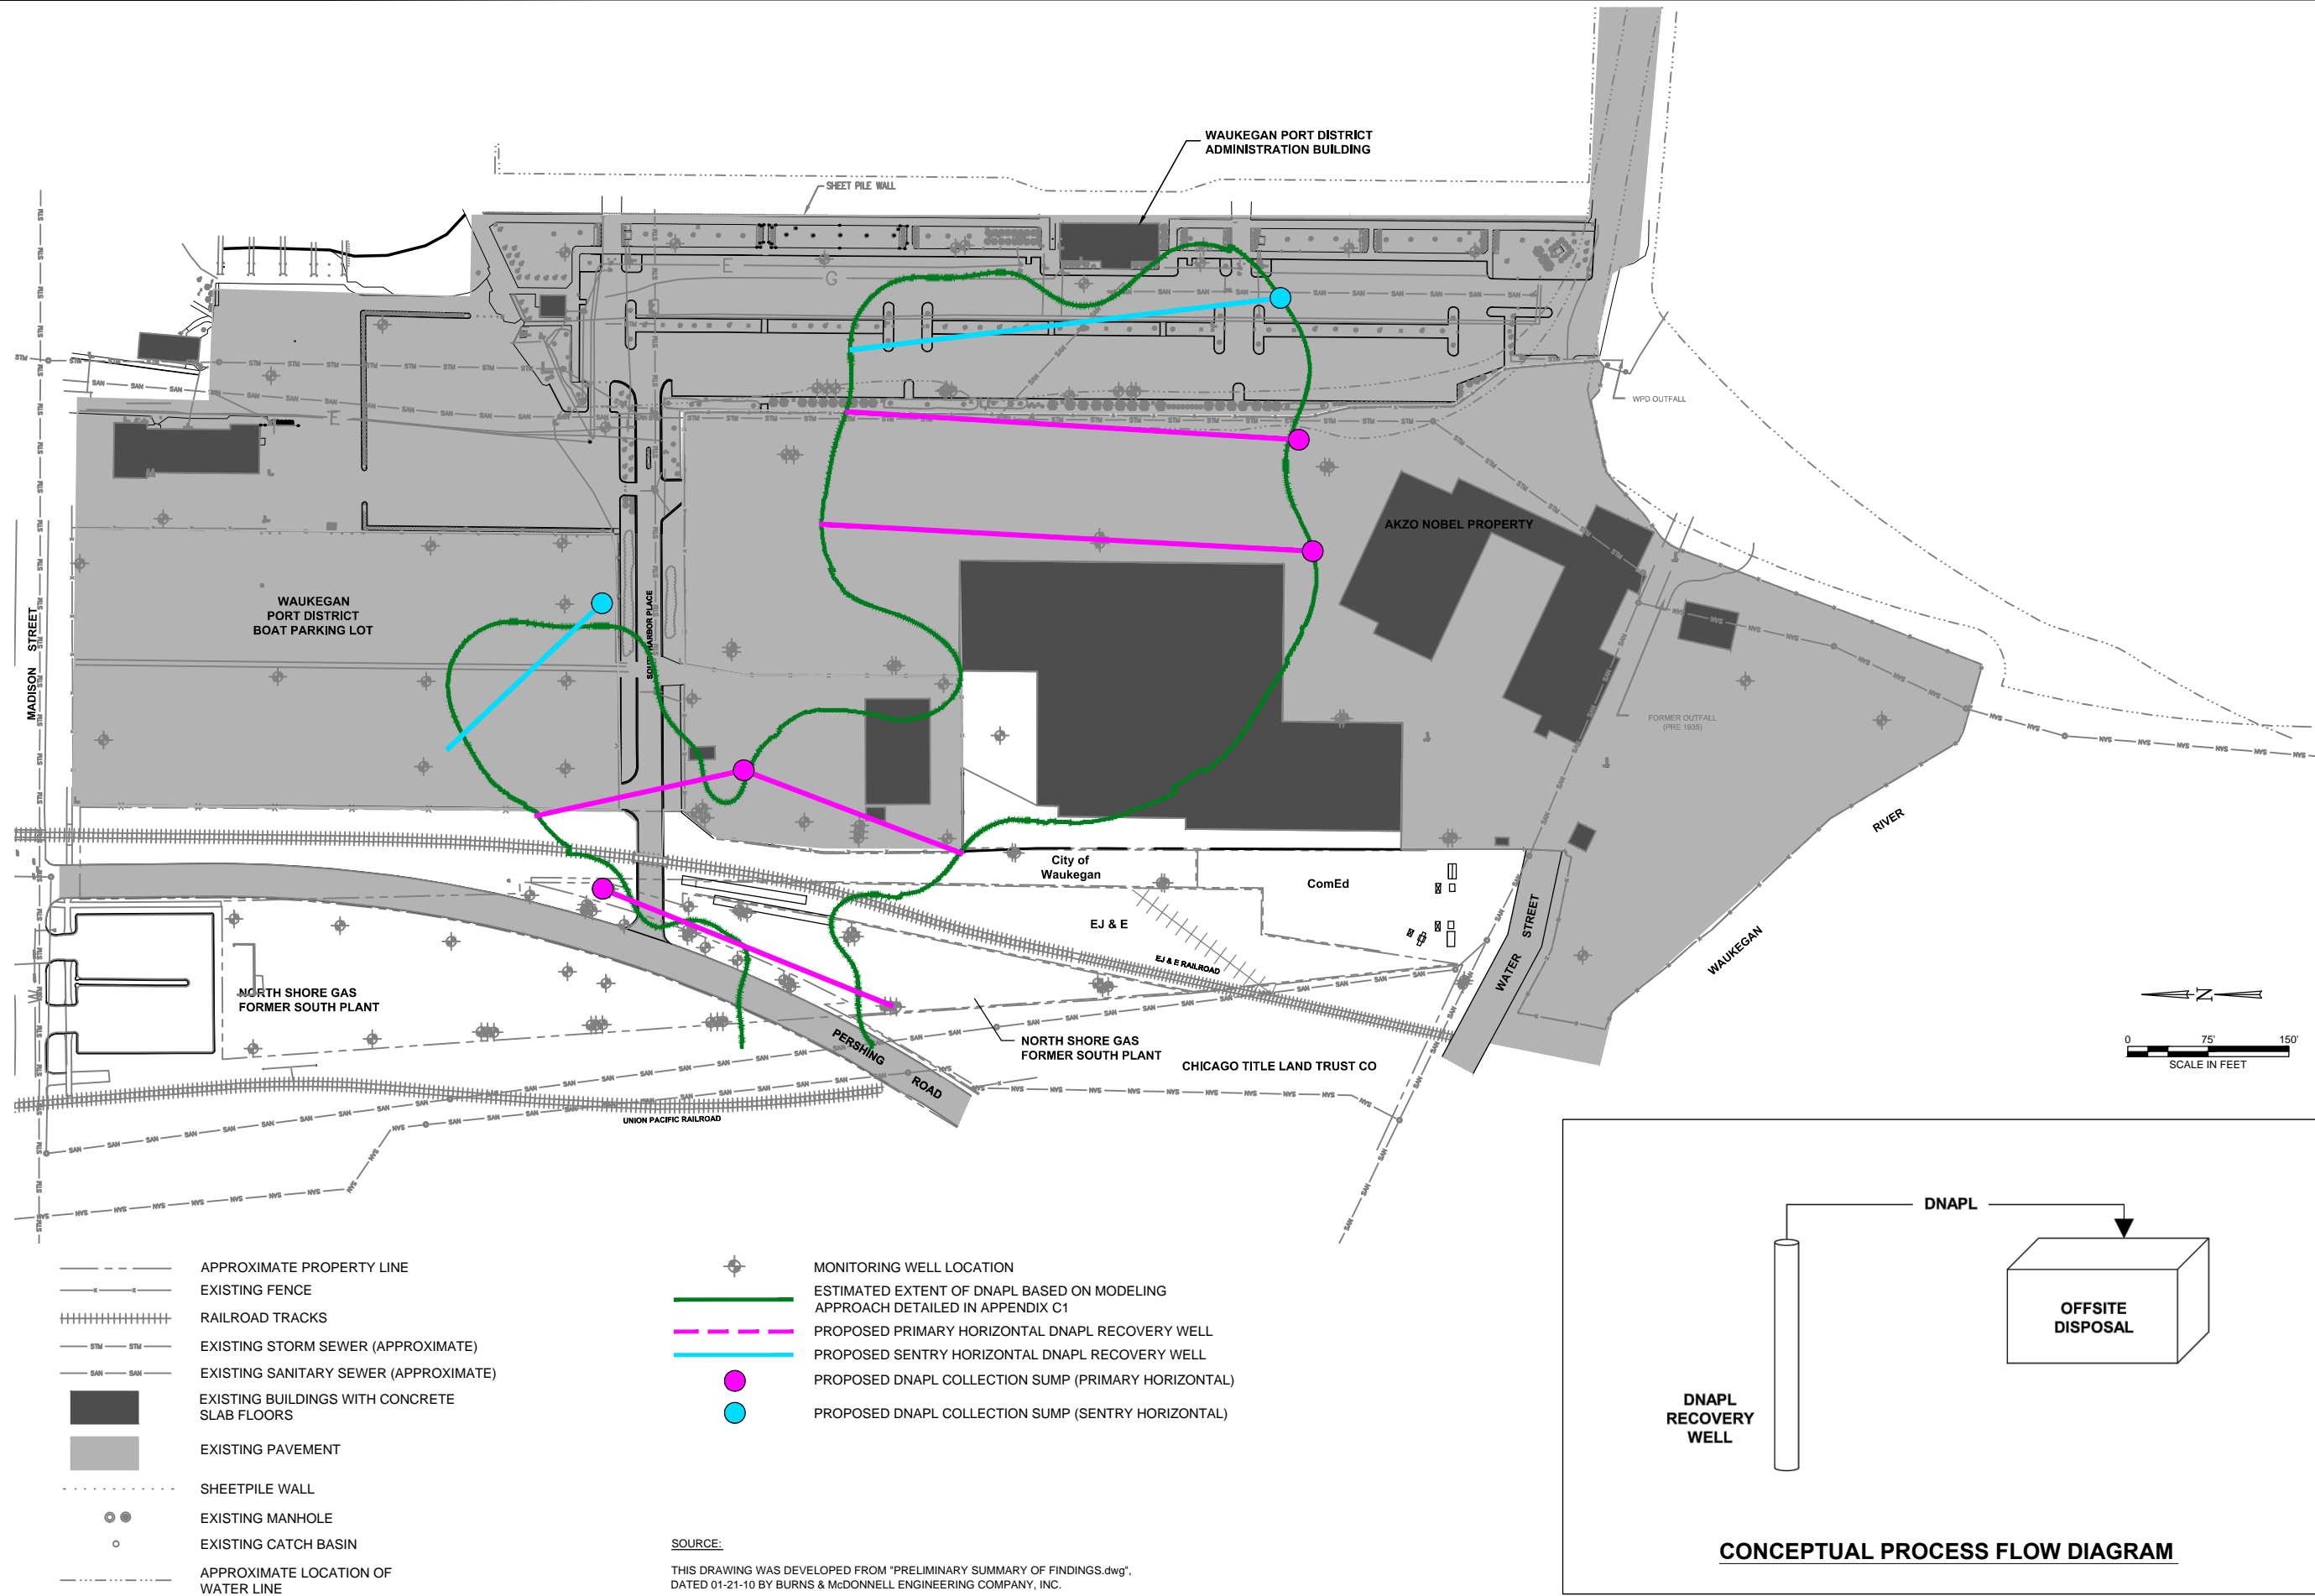 WAUKEGAN PORT DISTRICT
ADMINISTRATION BUILDING
SHEET PILE WALL
E
G
E
WPD OUTFALL
AKZO NOBEL PROPERTY
WAUKEGAN
PORT DISTRICT
BOAT PARKING LOT
SOUTH HARBOR PLACE
MADISON STREET
FORMER OUTFALL
(PRE 1935)
WAUKEGAN RIVER
City of
Waukegan
ComEd
EJ & E
EJ & E RAILROAD
WATER STREET
NORTH SHORE GAS
FORMER SOUTH PLANT
PERSHING ROAD
NORTH SHORE GAS
FORMER SOUTH PLANT
CHICAGO TITLE LAND TRUST CO
UNION PACIFIC RAILROAD
STM
SAN
N
0 75' 150'
SCALE IN FEET
APPROXIMATE PROPERTY LINE
EXISTING FENCE
RAILROAD TRACKS
STM STM EXISTING STORM SEWER (APPROXIMATE)
SAN SAN EXISTING SANITARY SEWER (APPROXIMATE)
EXISTING BUILDINGS WITH CONCRETE
SLAB FLOORS
EXISTING PAVEMENT
SHEETPILE WALL
EXISTING MANHOLE
EXISTING CATCH BASIN
APPROXIMATE LOCATION OF
WATER LINE
MONITORING WELL LOCATION
ESTIMATED EXTENT OF DNAPL BASED ON MODELING
APPROACH DETAILED IN APPENDIX C1
PROPOSED PRIMARY HORIZONTAL DNAPL RECOVERY WELL
PROPOSED SENTRY HORIZONTAL DNAPL RECOVERY WELL
PROPOSED DNAPL COLLECTION SUMP (PRIMARY HORIZONTAL)
PROPOSED DNAPL COLLECTION SUMP (SENTRY HORIZONTAL)
SOURCE:
THIS DRAWING WAS DEVELOPED FROM "PRELIMINARY SUMMARY OF FINDINGS.dwg",
DATED 01-21-10 BY BURNS & McDONNELL ENGINEERING COMPANY, INC.
DNAPL
OFFSITE
DISPOSAL
DNAPL
RECOVERY
WELL
CONCEPTUAL PROCESS FLOW DIAGRAM